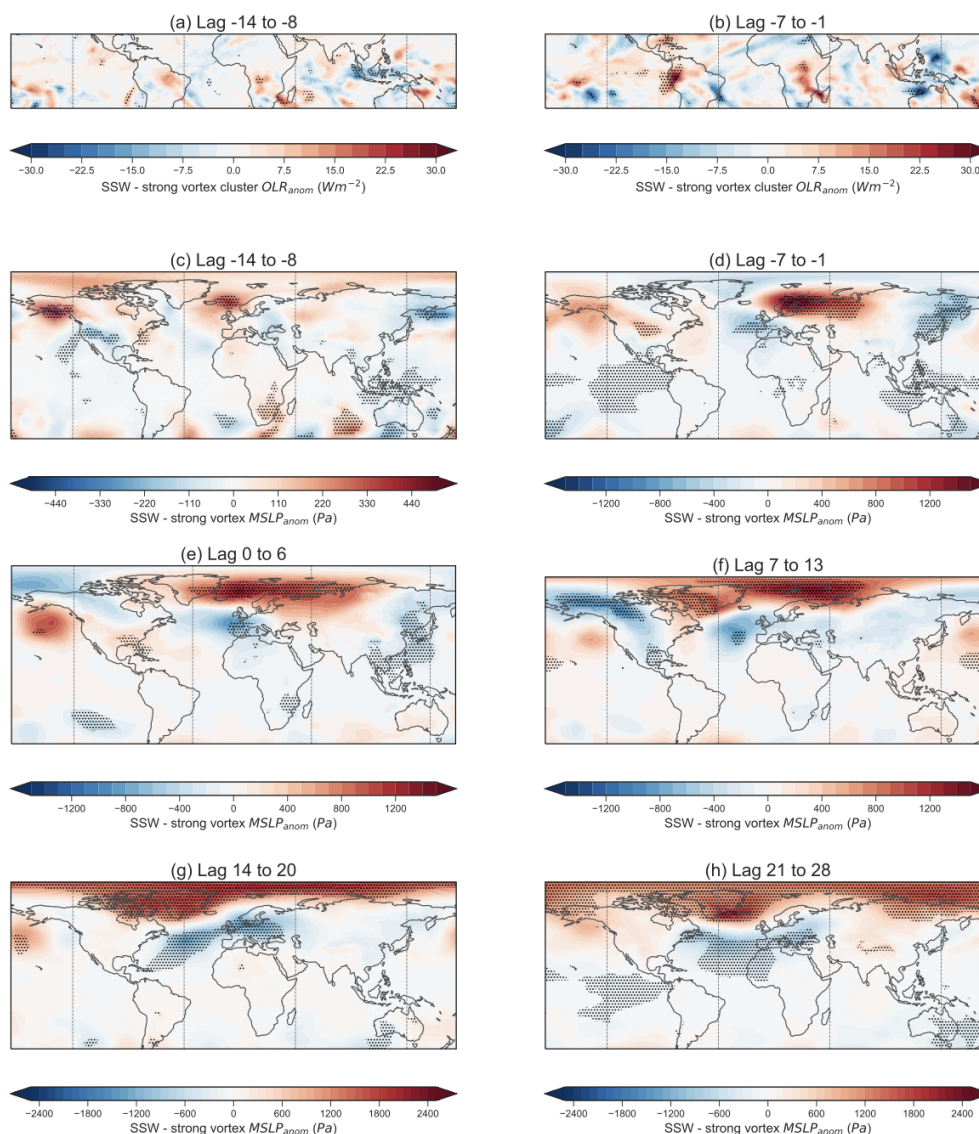 (a) Lag -14 to -8
(b) Lag -7 to -1
−30.0 −22.5 −15.0 −7.5 0.0 7.5 15.0 22.5 30.0
SSW - strong vortex cluster OLRanom (Wm−2)
−30.0 −22.5 −15.0 −7.5 0.0 7.5 15.0 22.5 30.0
SSW - strong vortex cluster OLRanom (Wm−2)
(c) Lag -14 to -8
(d) Lag -7 to -1
−440 −330 −220 −110 0 110 220 330 440
SSW - strong vortex MSLPanom (Pa)
−1200 −800 −400 0 400 800 1200
SSW - strong vortex MSLPanom (Pa)
(e) Lag 0 to 6
(f) Lag 7 to 13
−1200 −800 −400 0 400 800 1200
SSW - strong vortex MSLPanom (Pa)
−1200 −800 −400 0 400 800 1200
SSW - strong vortex MSLPanom (Pa)
(g) Lag 14 to 20
(h) Lag 21 to 28
−2400 −1800 −1200 −600 0 600 1200 1800 2400
SSW - strong vortex MSLPanom (Pa)
−2400 −1800 −1200 −600 0 600 1200 1800 2400
SSW - strong vortex MSLPanom (Pa)